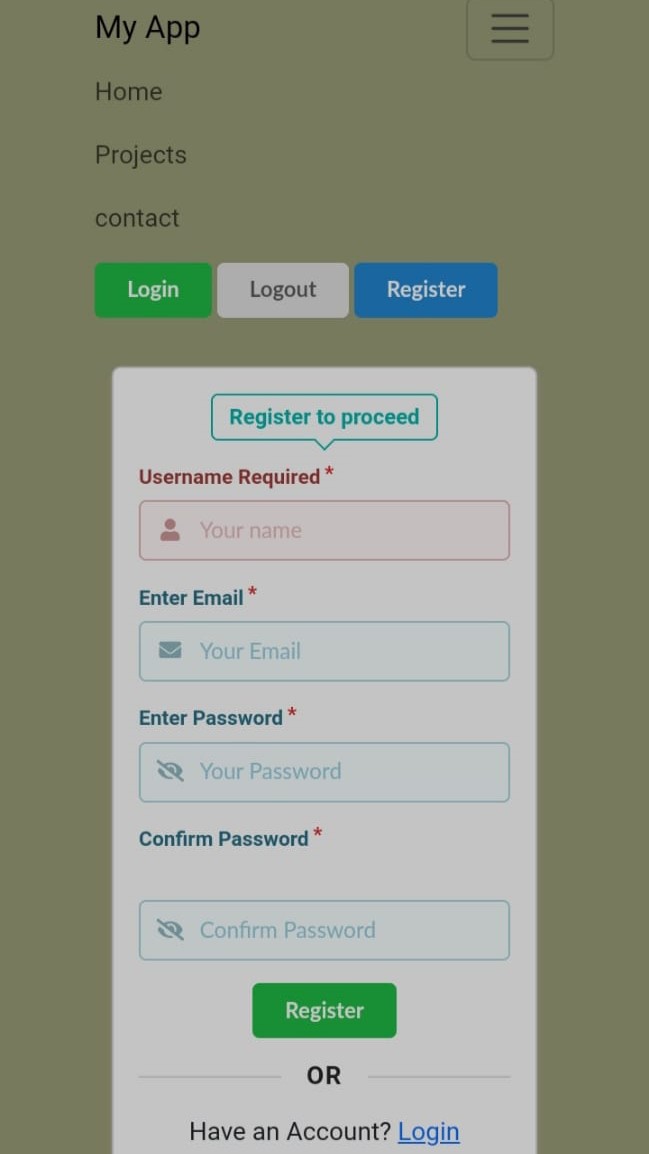 My App
Home
Projects
contact
Login Logout Register
Register to proceed
Username Required *
Your name
Enter Email *
Your Email
Enter Password *
Your Password
Confirm Password *
Confirm Password
Register
OR
Have an Account? Login